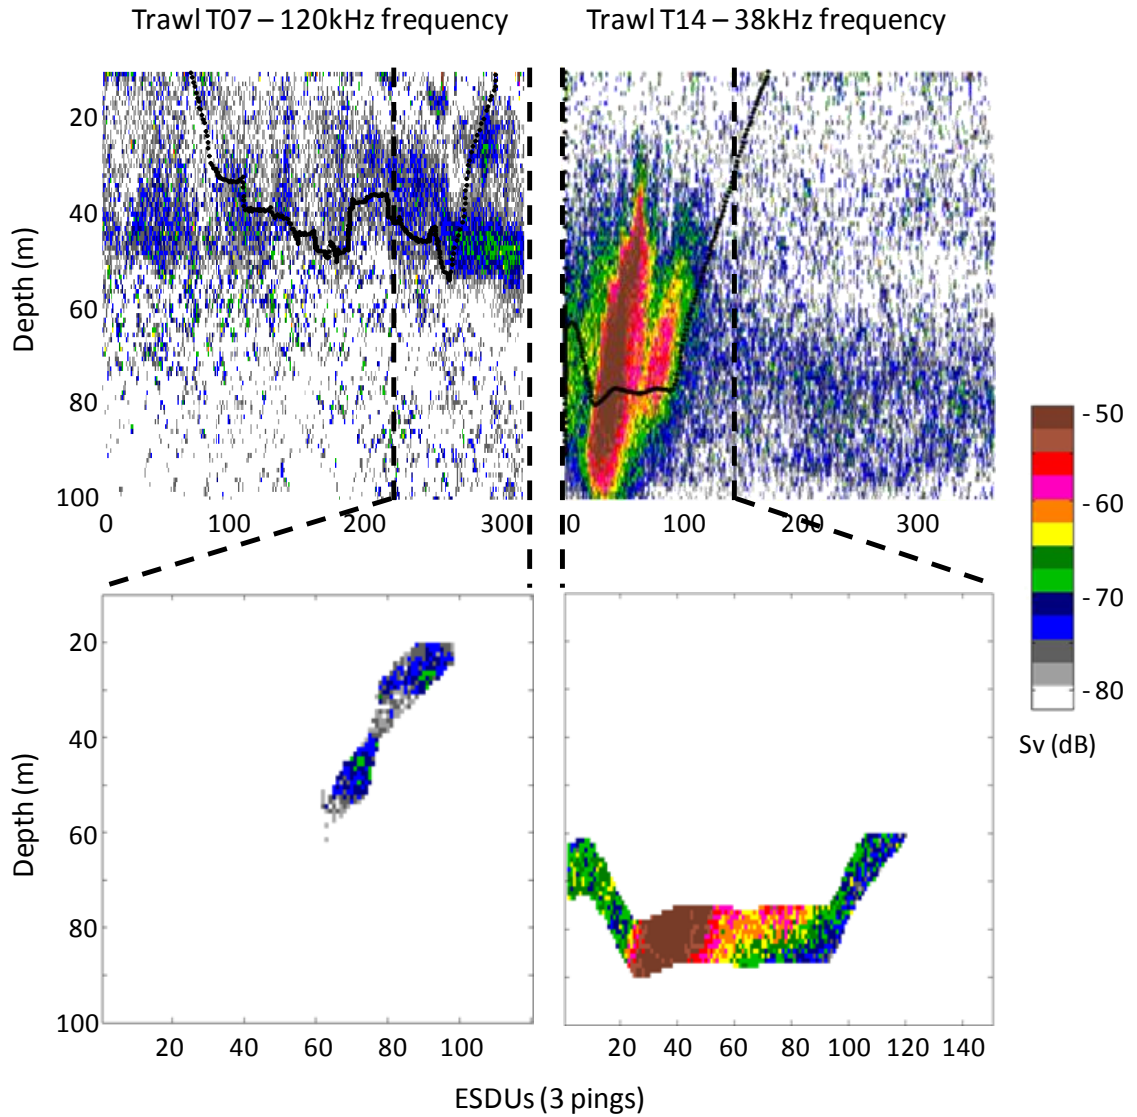 Trawl T07 – 120kHz frequency
Trawl T14 – 38kHz frequency
Depth (m)
20
40
60
80
100
0 100 200 300
0 100 200 300
-50
-60
-70
-80
Sv (dB)
Depth (m)
20
40
60
80
100
20 40 60 80 100
20 40 60 80 100 120 140
ESDUs (3 pings)